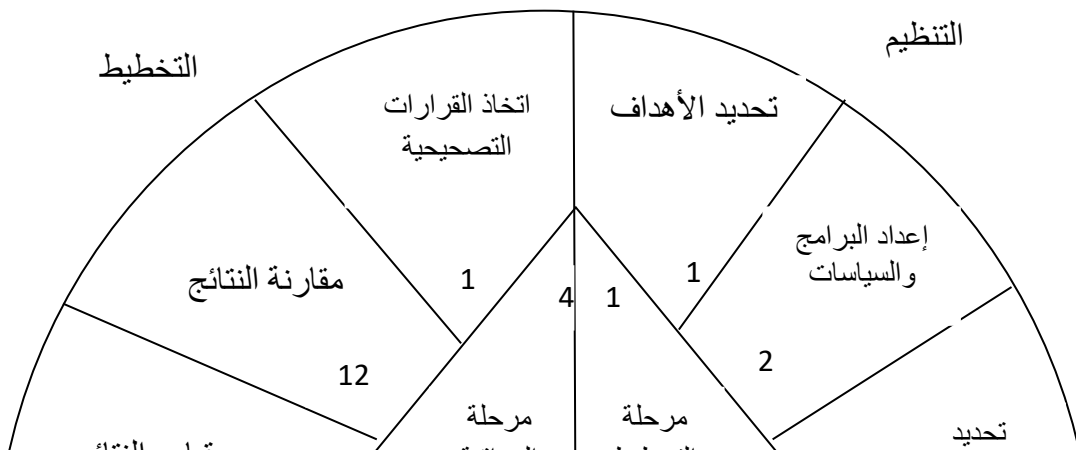 التنظيم
التخطيط
تحديد الأهداف
اتخاذ القرارات
التصحيحية
إعداد البرامج
والسياسات
مقارنة النتائج
1
1
4
1
2
12
مرحلة
مرحلة
تحديد